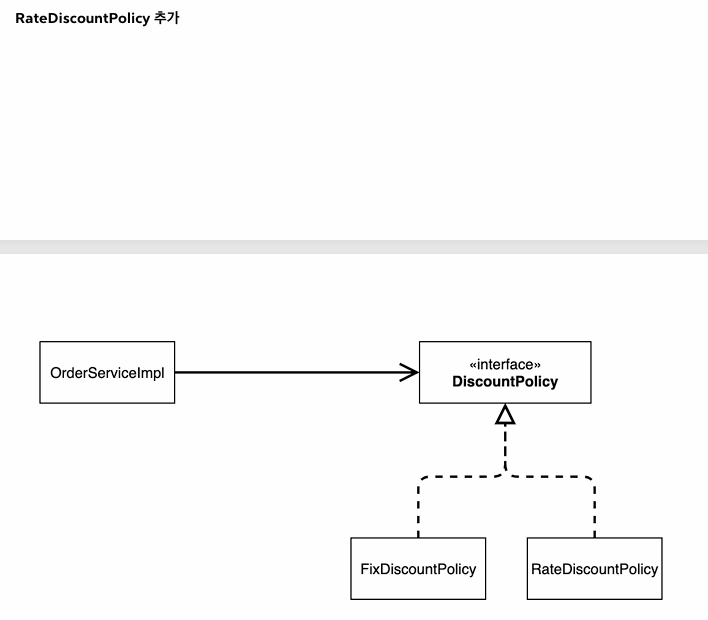 RateDiscountPolicy 추가
OrderServiceImpl
«interface»
DiscountPolicy
FixDiscountPolicy
RateDiscountPolicy